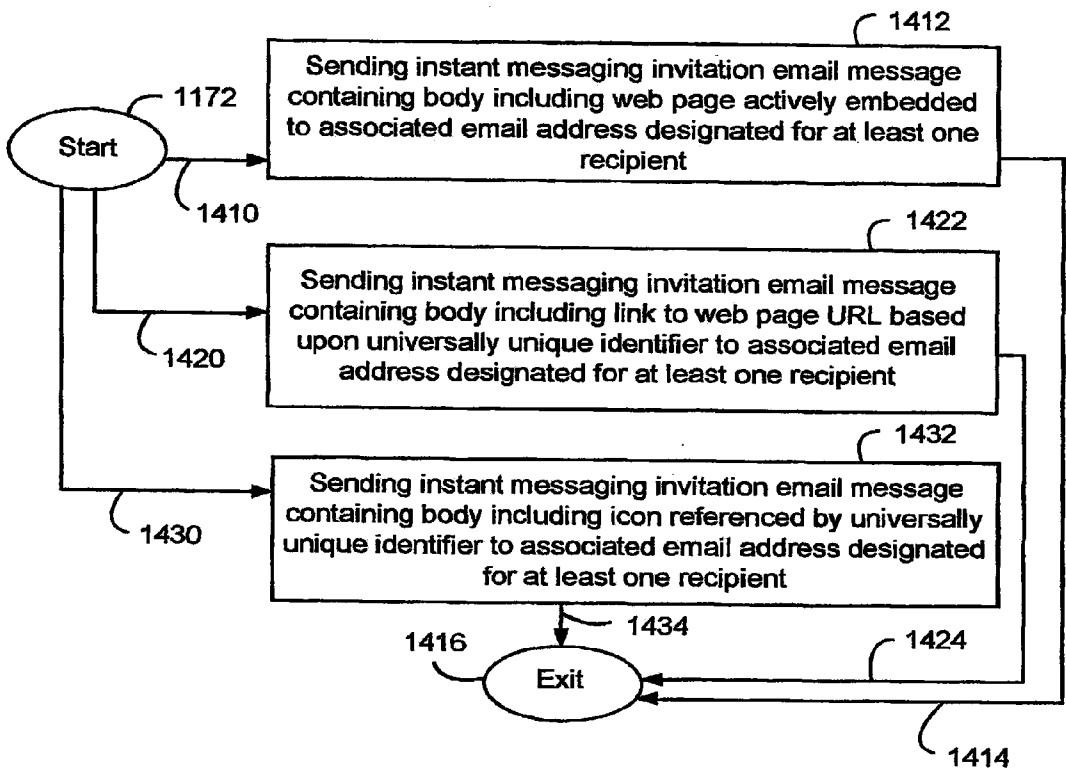 1412
Sending instant messaging invitation email message
containing body including web page actively embedded
to associated email address designated for at least one
recipient
1172
Start
1410
1422
Sending instant messaging invitation email message
containing body including link to web page URL based
upon universally unique identifier to associated email
address designated for at least one recipient
1420
1432
Sending instant messaging invitation email message
containing body including icon referenced by universally
unique identifier to associated email address designated
for at least one recipient
1430
1434
1416
Exit
1424
1414